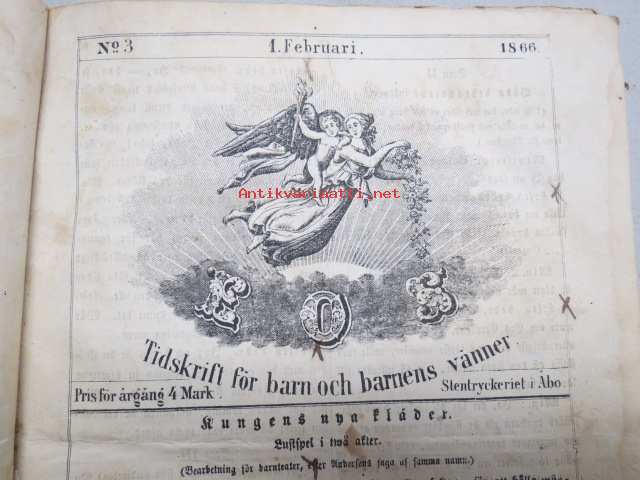 No 3 1. Februari. 1866.
Antikvariaatti.net
EOS
Tidskrift för barn och barnens vänner
Pris för årgång 4 Mark. Stentryckeriet i Åbo
Kungens nya kläder.
Lustspel i två akter.
(Bearbetning för barnteater, efter Andersens saga af samma namn.)